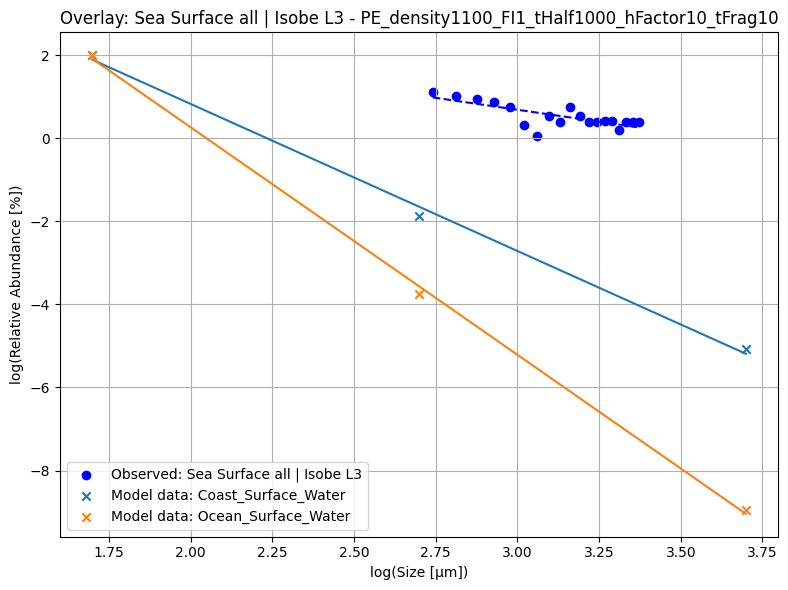 Overlay: Sea Surface all | Isobe L3 - PE_density1100_FI1_tHalf1000_hFactor10_tFrag10
log(Relative Abundance [%])
2
0
−2
−4
−6
−8
Observed: Sea Surface all | Isobe L3
Model data: Coast_Surface_Water
Model data: Ocean_Surface_Water
1.75 2.00 2.25 2.50 2.75 3.00 3.25 3.50 3.75
log(Size [μm])